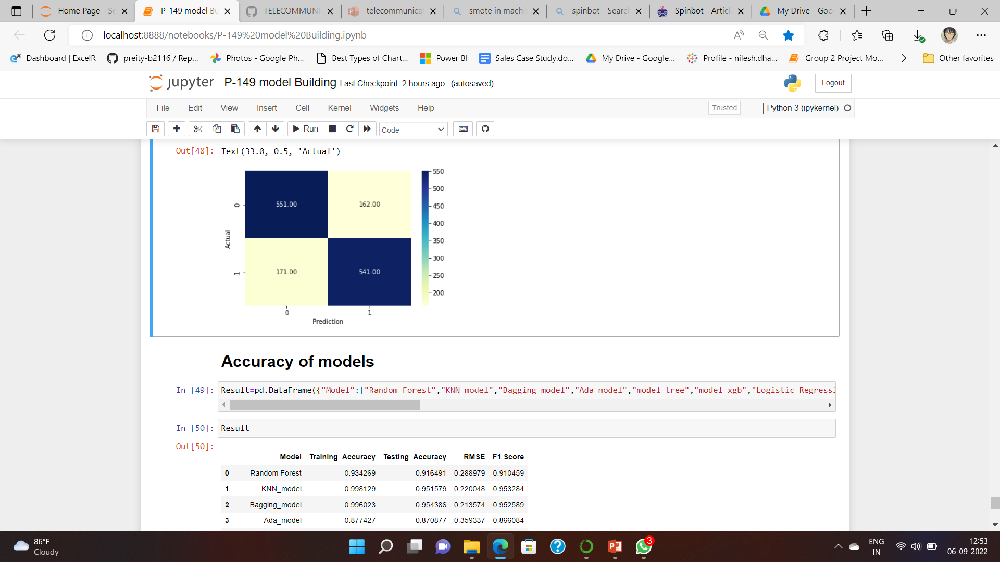 Home Page - Se
P-149 model Bu
TELECOMMUNI
telecommunicat
smote in machi
spinbot - Search
Spinbot - Article
My Drive - Goo
localhost:8888/notebooks/P-149%20model%20Building.ipynb
Dashboard | ExcelR
preity-b2116 / Rep...
Photos - Google Ph...
Best Types of Chart...
Power BI
Sales Case Study.do...
My Drive - Google...
Profile - nilesh.dha...
Group 2 Project Mo...
Other favorites
jupyter P-149 model Building Last Checkpoint: 2 hours ago (autosaved)
Logout
File Edit View Insert Cell Kernel Widgets Help
Trusted
Python 3 (ipykernel)
Run
Code
Out[48]: Text(33.0, 0.5, 'Actual')
551.00 162.00
171.00 541.00
0
1
Actual
0 1
Prediction
550
500
450
400
350
300
250
200
Accuracy of models
In [49]: Result=pd.DataFrame({"Model":["Random Forest","KNN_model","Bagging_model","Ada_model","model_tree","model_xgb","Logistic Regressi
In [50]: Result
Out[50]:
Model Training_Accuracy Testing_Accuracy RMSE F1 Score
0 Random Forest 0.934269 0.916491 0.288979 0.910459
1 KNN_model 0.998129 0.951579 0.220048 0.953284
2 Bagging_model 0.996023 0.954386 0.213574 0.952589
3 Ada_model 0.877427 0.870877 0.359337 0.866084
86°F
Cloudy
3
ENG
IN
12:53
06-09-2022